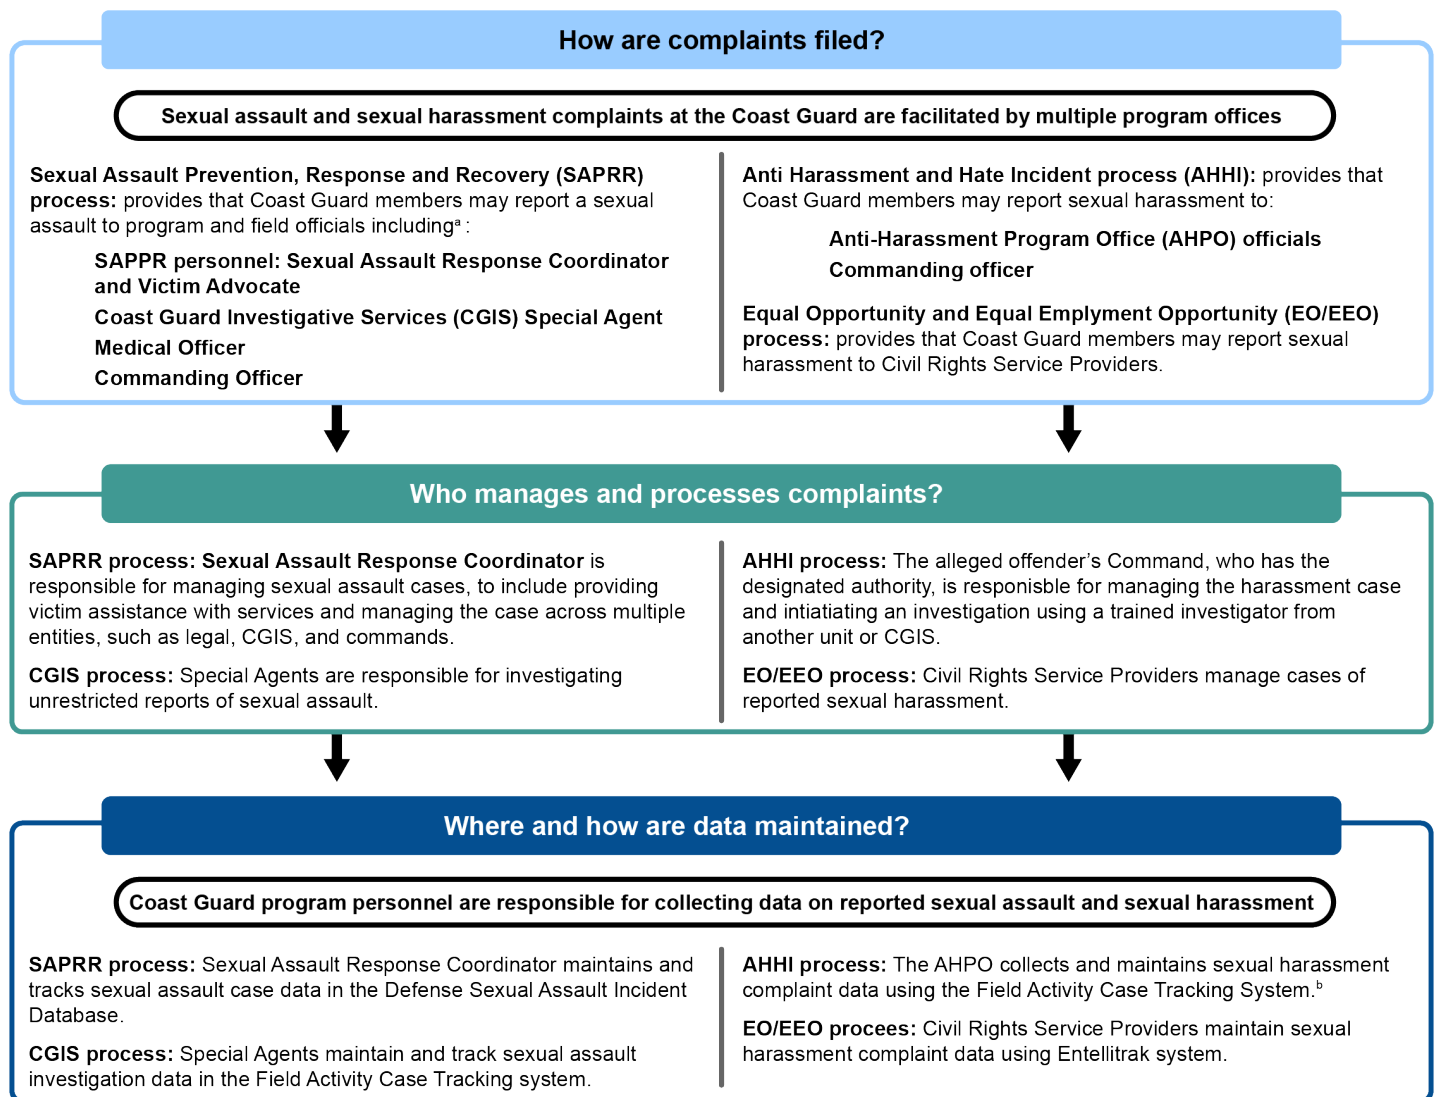 How are complaints filed?
Sexual assault and sexual harassment complaints at the Coast Guard are facilitated by multiple program offices
Sexual Assault Prevention, Response and Recovery (SAPRR)
process: provides that Coast Guard members may report a sexual
assault to program and field officials includingᵃ :
SAPPR personnel: Sexual Assault Response Coordinator
and Victim Advocate
Coast Guard Investigative Services (CGIS) Special Agent
Medical Officer
Commanding Officer
Anti Harassment and Hate Incident process (AHHI): provides that
Coast Guard members may report sexual harassment to:
Anti-Harassment Program Office (AHPO) officials
Commanding officer
Equal Opportunity and Equal Emplyment Opportunity (EO/EEO)
process: provides that Coast Guard members may report sexual
harassment to Civil Rights Service Providers.
Who manages and processes complaints?
SAPRR process: Sexual Assault Response Coordinator is
responsible for managing sexual assault cases, to include providing
victim assistance with services and managing the case across multiple
entities, such as legal, CGIS, and commands.
CGIS process: Special Agents are responsible for investigating
unrestricted reports of sexual assault.
AHHI process: The alleged offender's Command, who has the
designated authority, is responisble for managing the harassment case
and intiatiating an investigation using a trained investigator from
another unit or CGIS.
EO/EEO process: Civil Rights Service Providers manage cases of
reported sexual harassment.
Where and how are data maintained?
Coast Guard program personnel are responsible for collecting data on reported sexual assault and sexual harassment
SAPRR process: Sexual Assault Response Coordinator maintains and
tracks sexual assault case data in the Defense Sexual Assault Incident
Database.
CGIS process: Special Agents maintain and track sexual assault
investigation data in the Field Activity Case Tracking system.
AHHI process: The AHPO collects and maintains sexual harassment
complaint data using the Field Activity Case Tracking System.ᵇ
EO/EEO procees: Civil Rights Service Providers maintain sexual
harassment complaint data using Entellitrak system.